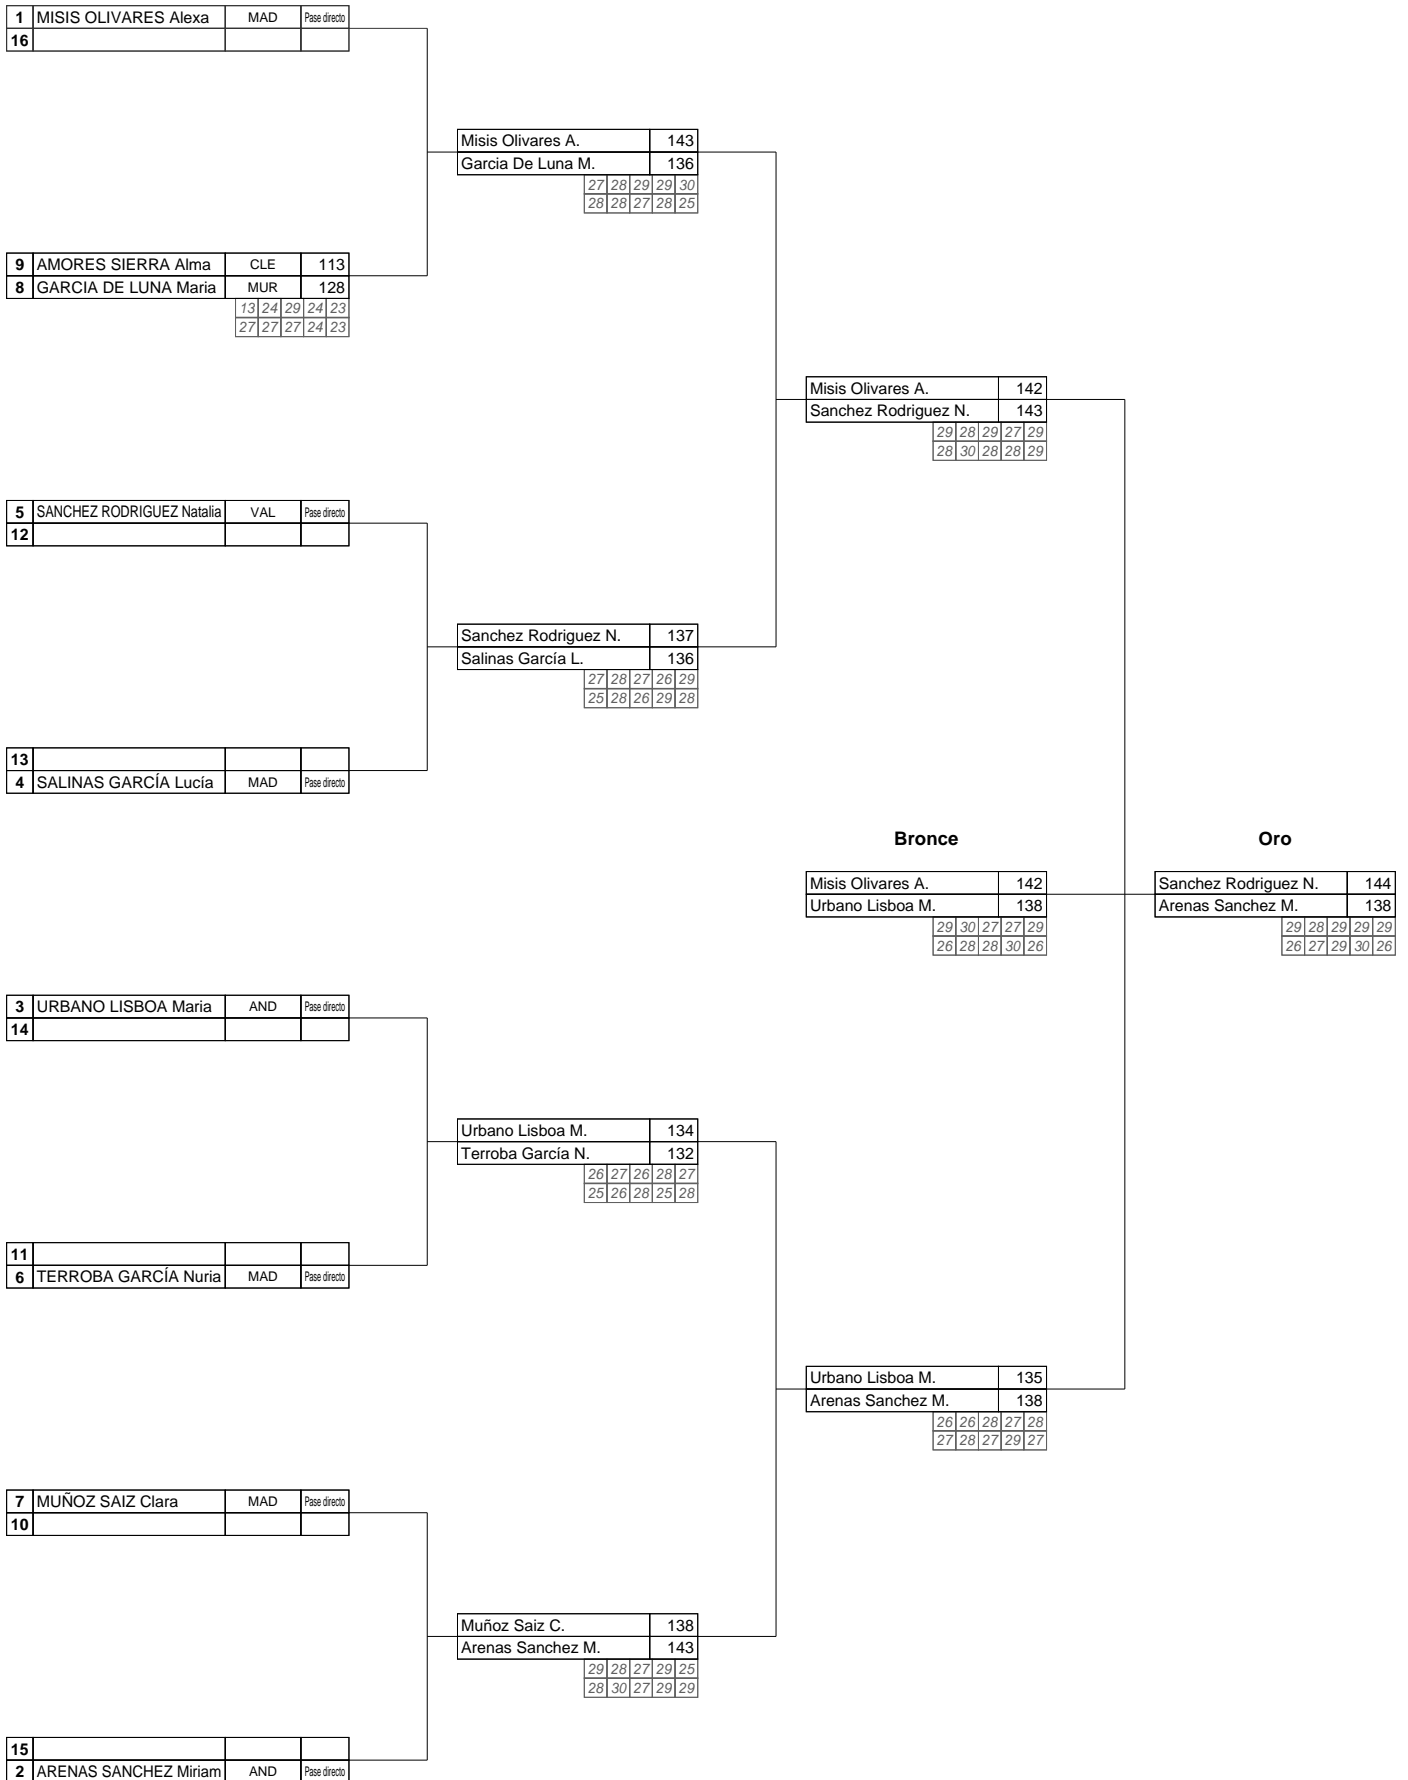 1 MISIS OLIVARES Alexa MAD Pase directo
16
Misis Olivares A. 143
Garcia De Luna M. 136
27 28 29 29 30
28 28 27 28 25
9 AMORES SIERRA Alma CLE 113
8 GARCIA DE LUNA Maria MUR 128
13 24 29 24 23
27 27 27 24 23
Misis Olivares A. 142
Sanchez Rodriguez N. 143
29 28 29 27 29
28 30 28 28 29
5 SANCHEZ RODRIGUEZ Natalia VAL Pase directo
12
Sanchez Rodriguez N. 137
Salinas García L. 136
27 28 27 26 29
25 28 26 29 28
13
4 SALINAS GARCÍA Lucía MAD Pase directo
Bronce Oro
Misis Olivares A. 142 Sanchez Rodriguez N. 144
Urbano Lisboa M. 138 Arenas Sanchez M. 138
29 30 27 27 29 29 28 29 29 29
26 28 28 30 26 26 27 29 30 26
3 URBANO LISBOA Maria AND Pase directo
14
Urbano Lisboa M. 134
Terroba García N. 132
26 27 26 28 27
25 26 28 25 28
11
6 TERROBA GARCÍA Nuria MAD Pase directo
Urbano Lisboa M. 135
Arenas Sanchez M. 138
26 26 28 27 28
27 28 27 29 27
7 MUÑOZ SAIZ Clara MAD Pase directo
10
Muñoz Saiz C. 138
Arenas Sanchez M. 143
29 28 27 29 25
28 30 27 29 29
15
2 ARENAS SANCHEZ Miriam AND Pase directo